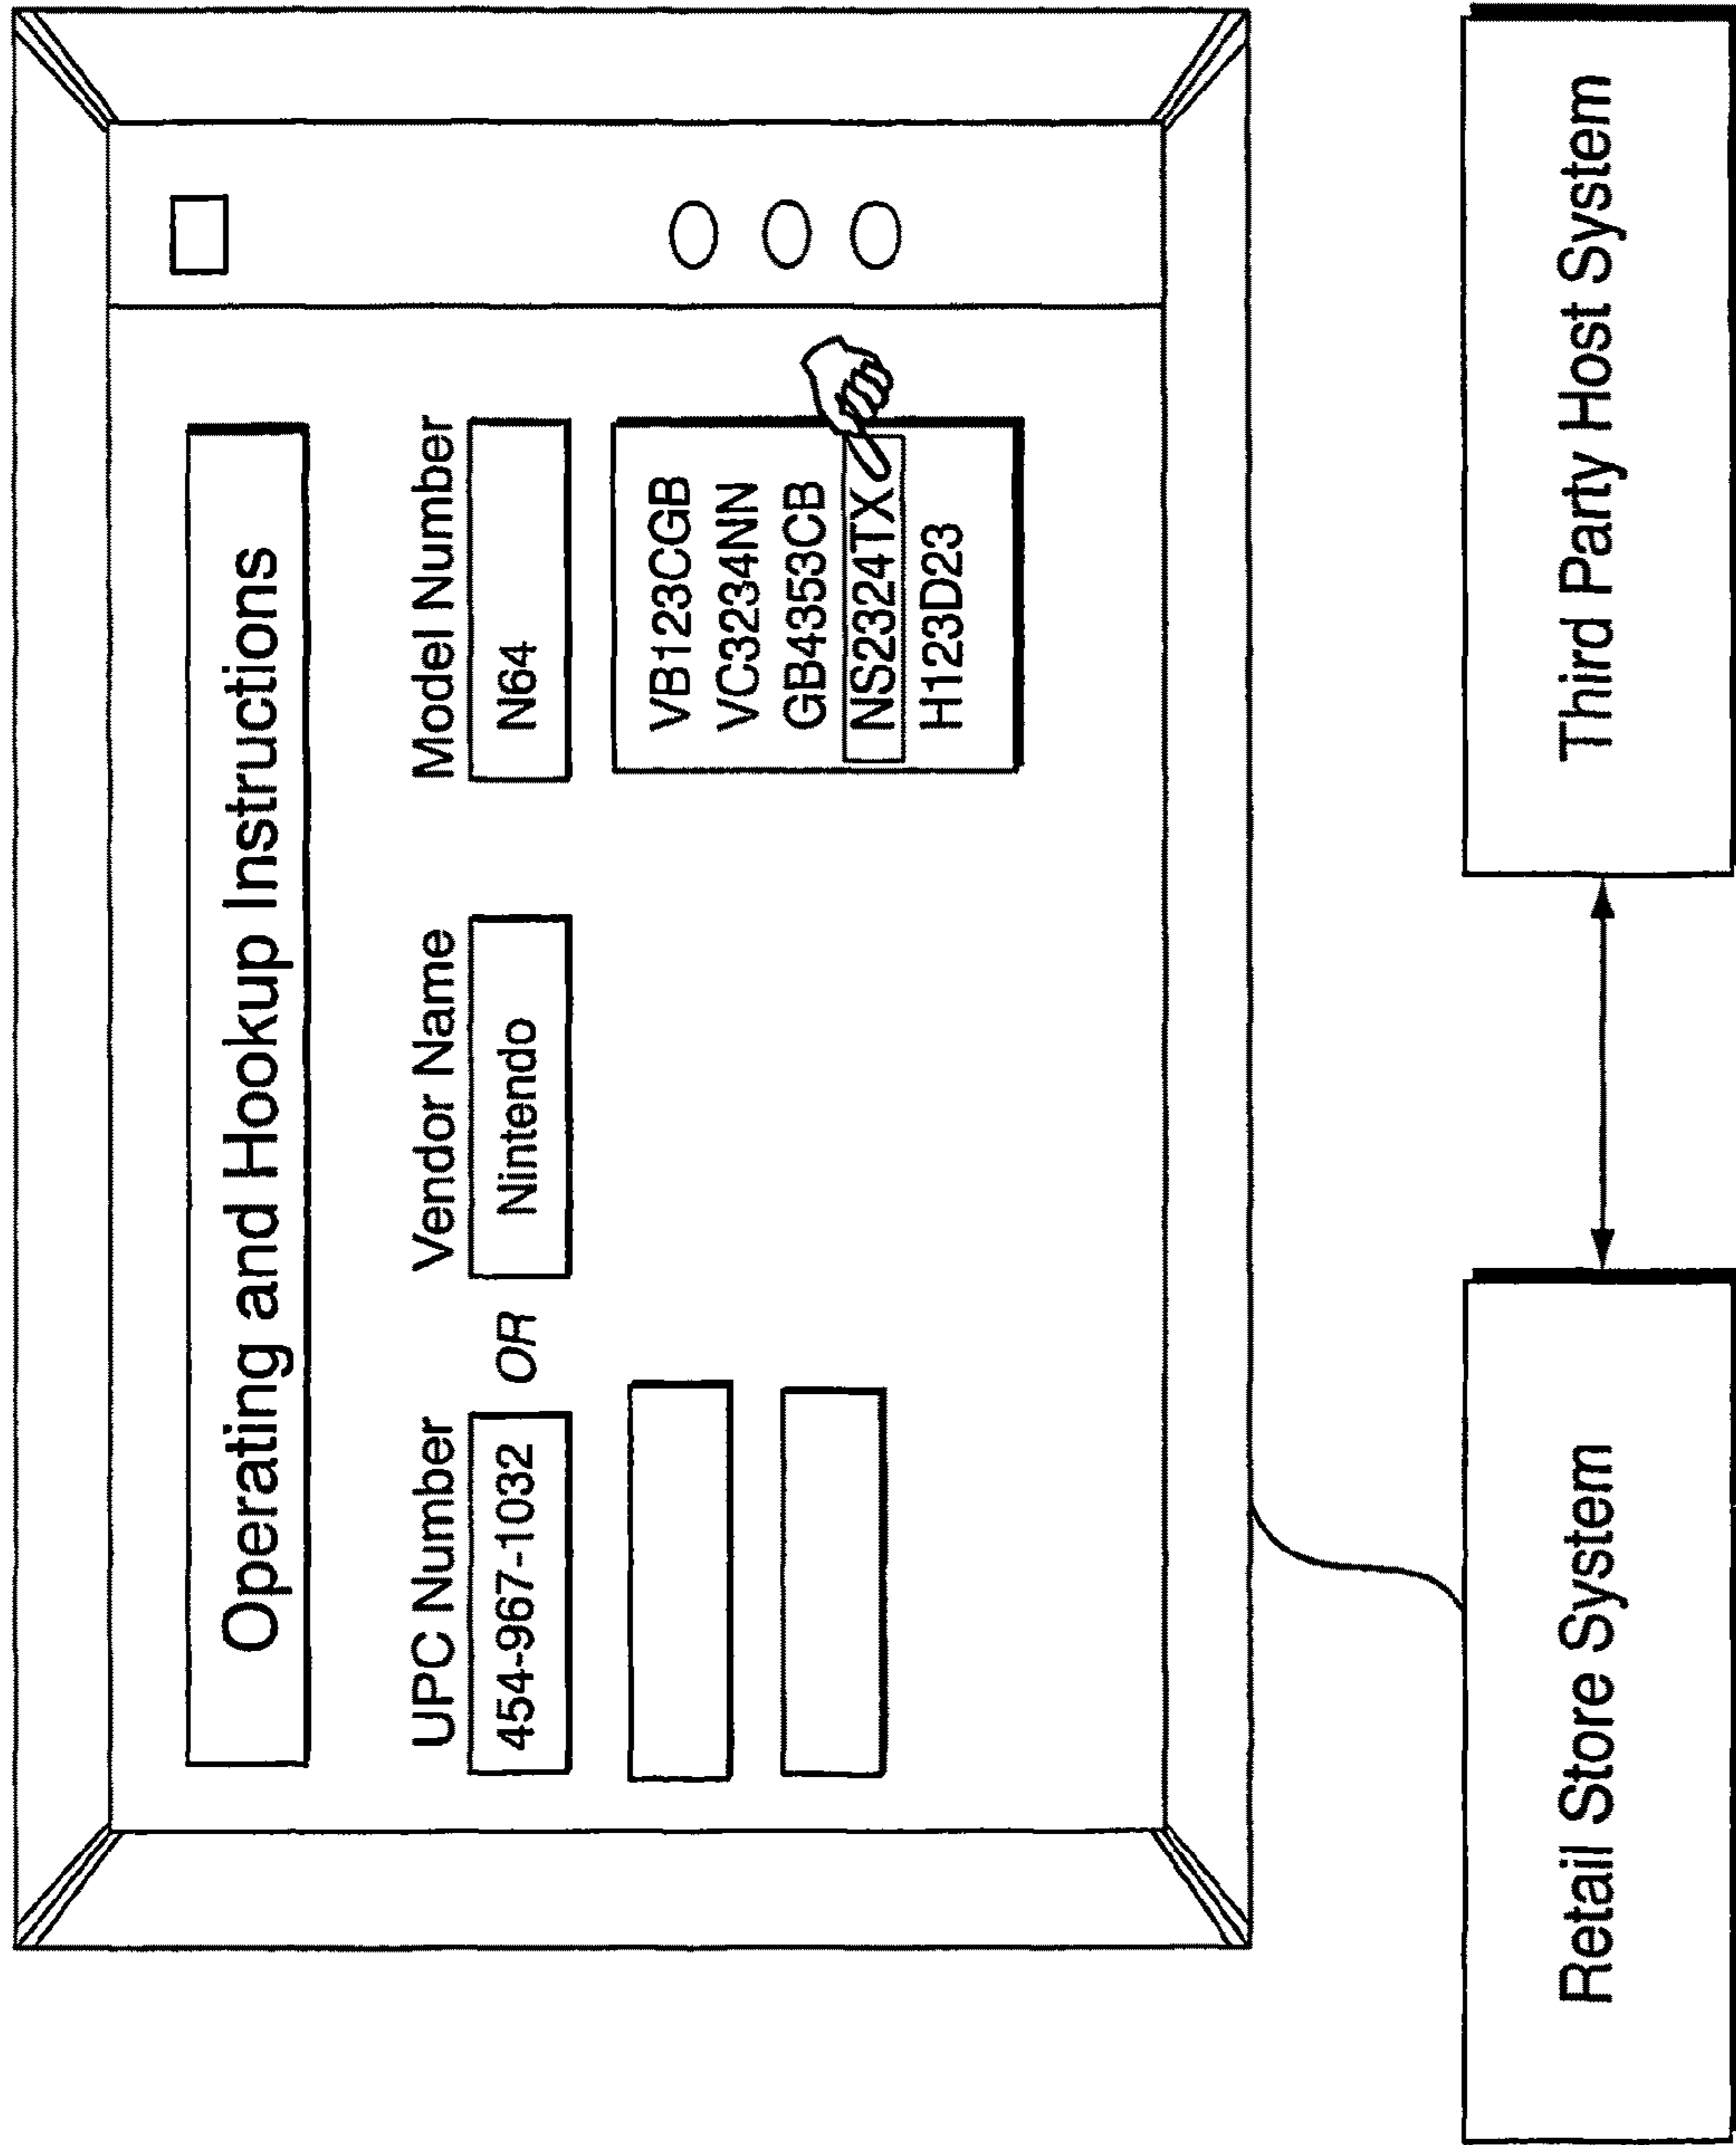 Operating and Hookup Instructions
UPC Number
Vendor Name
Model Number
454-967-1032
OR
Nintendo
N64
VB123CGB
VC3234NN
GB4353CB
NS2324TX
H123D23
Retail Store System
Third Party Host System